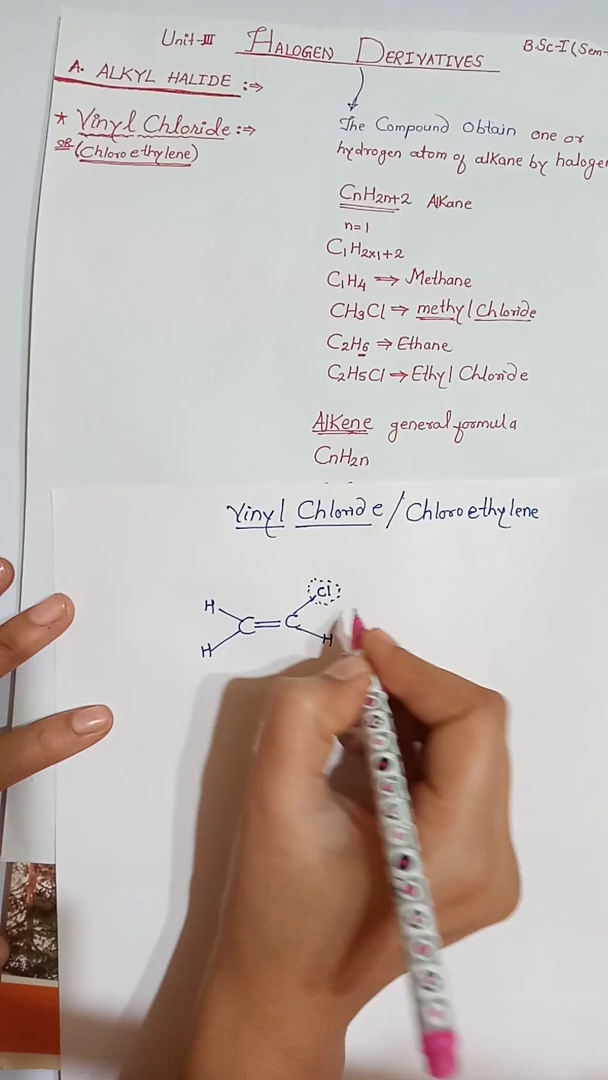 Unit-III HALOGEN DERIVATIVES B.Sc-I (Sem-
A. ALKYL HALIDE :⇒
* Vinyl Chloride :⇒
OR (Chloroethylene)
The Compound Obtain one or
hydrogen atom of alkane by halogen
CnH2n+2 Alkane
n=1
C1H2x1+2
C1H4 ⇒ Methane
CH3Cl ⇒ methyl Chloride
C2H6 ⇒ Ethane
C2H5Cl → Ethyl Chloride
Alkene general formula
CnH2n
Vinyl Chloride / Chloroethylene
Cl
H
C=C
H H